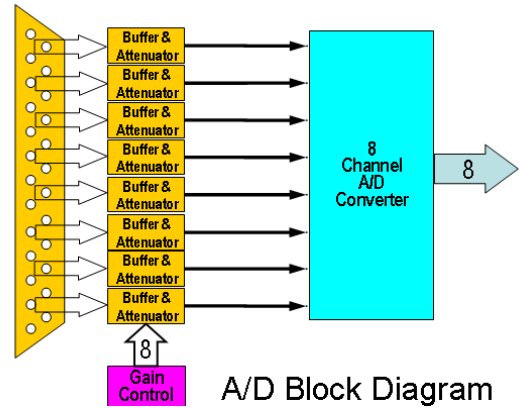 Buffer &
Attenuator
Buffer &
Attenuator
Buffer &
Attenuator
Buffer &
Attenuator
Buffer &
Attenuator
Buffer &
Attenuator
Buffer &
Attenuator
Buffer &
Attenuator
8
Channel
A/D
Converter
8
8
Gain
Control
A/D Block Diagram